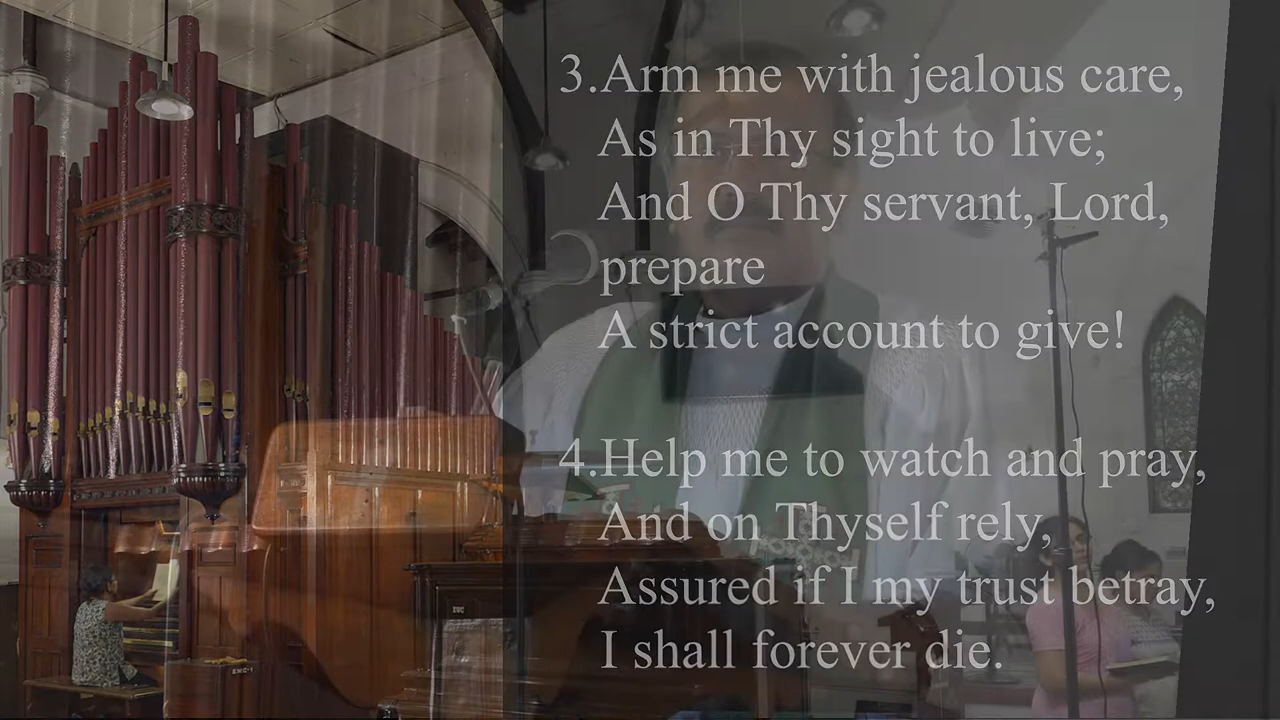 3.Arm me with jealous care,
As in Thy sight to live;
And O Thy servant, Lord,
prepare
A strict account to give!
4.Help me to watch and pray,
And on Thyself rely,
Assured if I my trust betray,
I shall forever die.